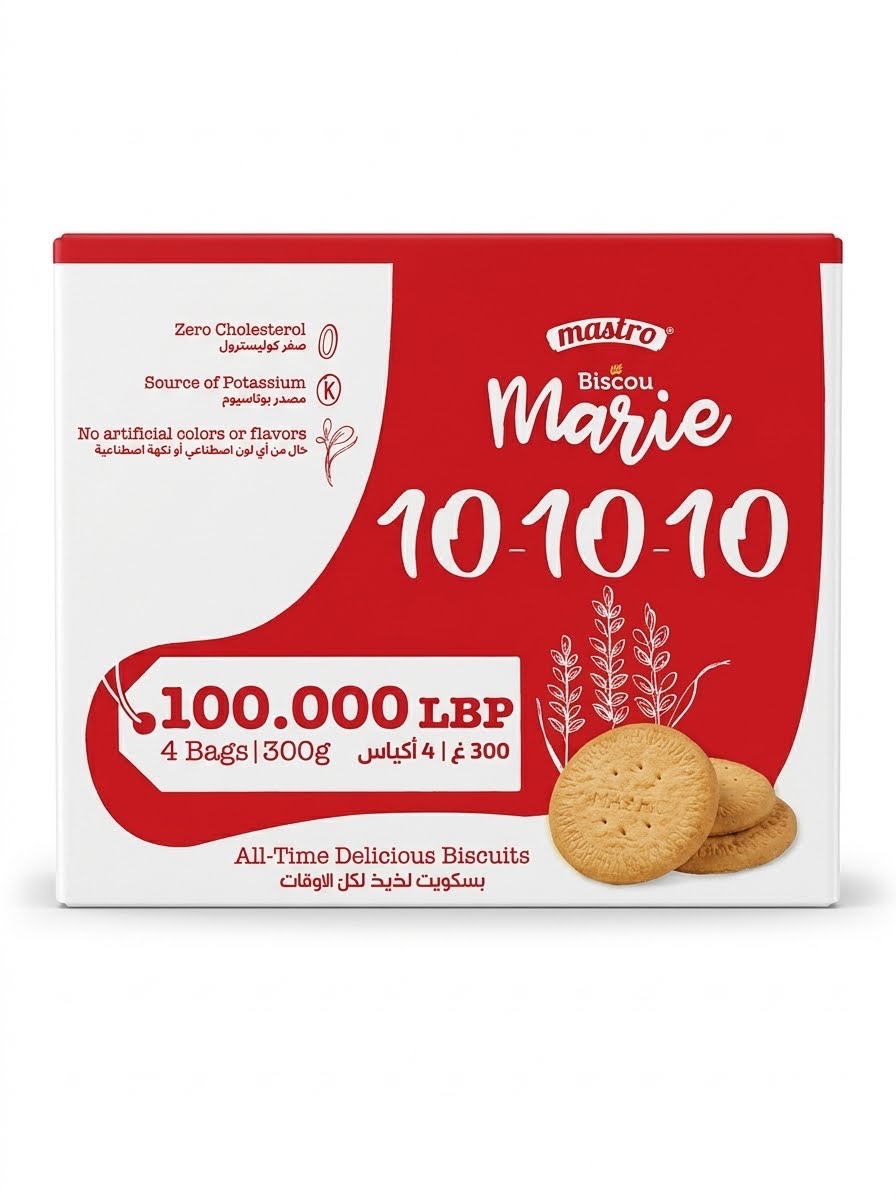 Zero Cholesterol
صفر كوليسترول
Source of Potassium
مصدر بوتاسيوم
K
No artificial colors or flavors
خال من أي لون اصطناعي أو نكهة اصطناعية
mastro®
Biscou
Marie
10-10-10
100.000 LBP
4 Bags | 300g
300 غ | 4 أكياس
All-Time Delicious Biscuits
بسكويت لذيذ لكل الاوقات